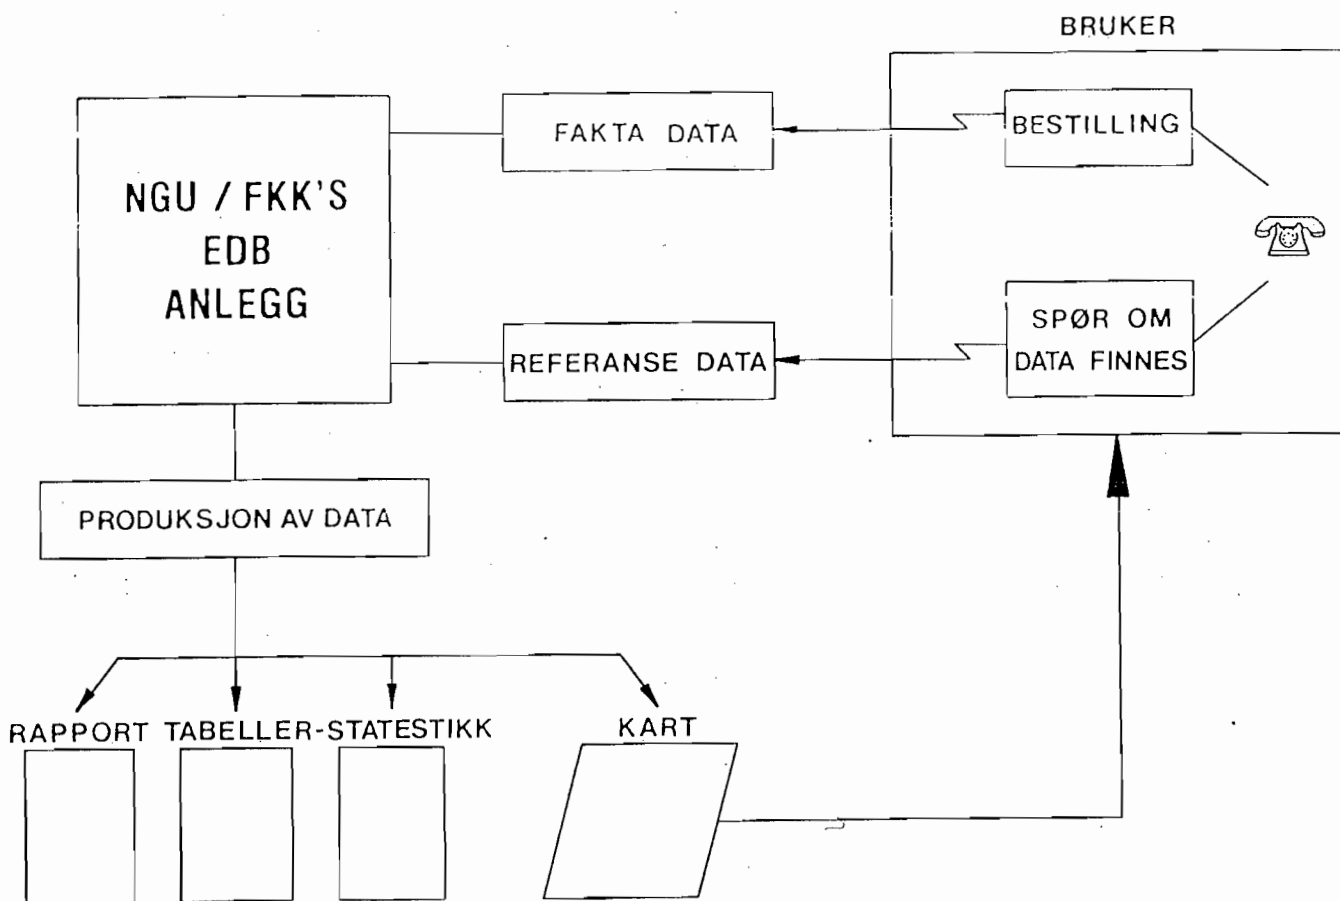 BRUKER
FAKTA DATA
BESTILLING
NGU / FKK'S
EDB
ANLEGG
REFERANSE DATA
SPØR OM
DATA FINNES
PRODUKSJON AV DATA
RAPPORT TABELLER-STATESTIKK KART